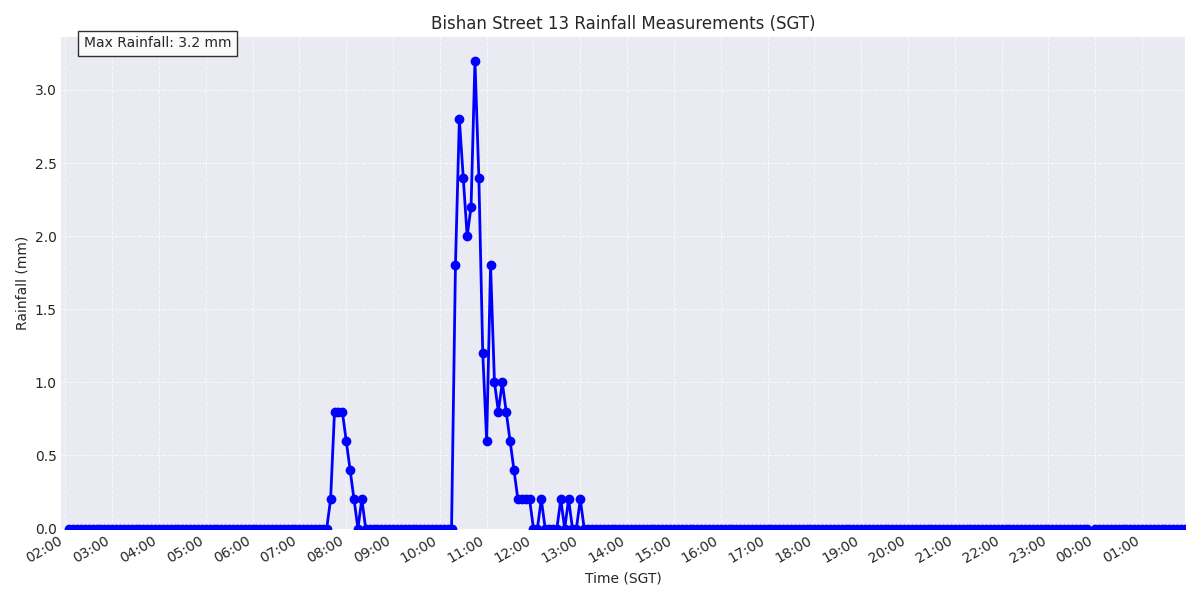 Bishan Street 13 Rainfall Measurements (SGT)
Max Rainfall: 3.2 mm
Rainfall (mm)
3.0
2.5
2.0
1.5
1.0
0.5
0.0
02:00 03:00 04:00 05:00 06:00 07:00 08:00 09:00 10:00 11:00 12:00 13:00 14:00 15:00 16:00 17:00 18:00 19:00 20:00 21:00 22:00 23:00 00:00 01:00
Time (SGT)